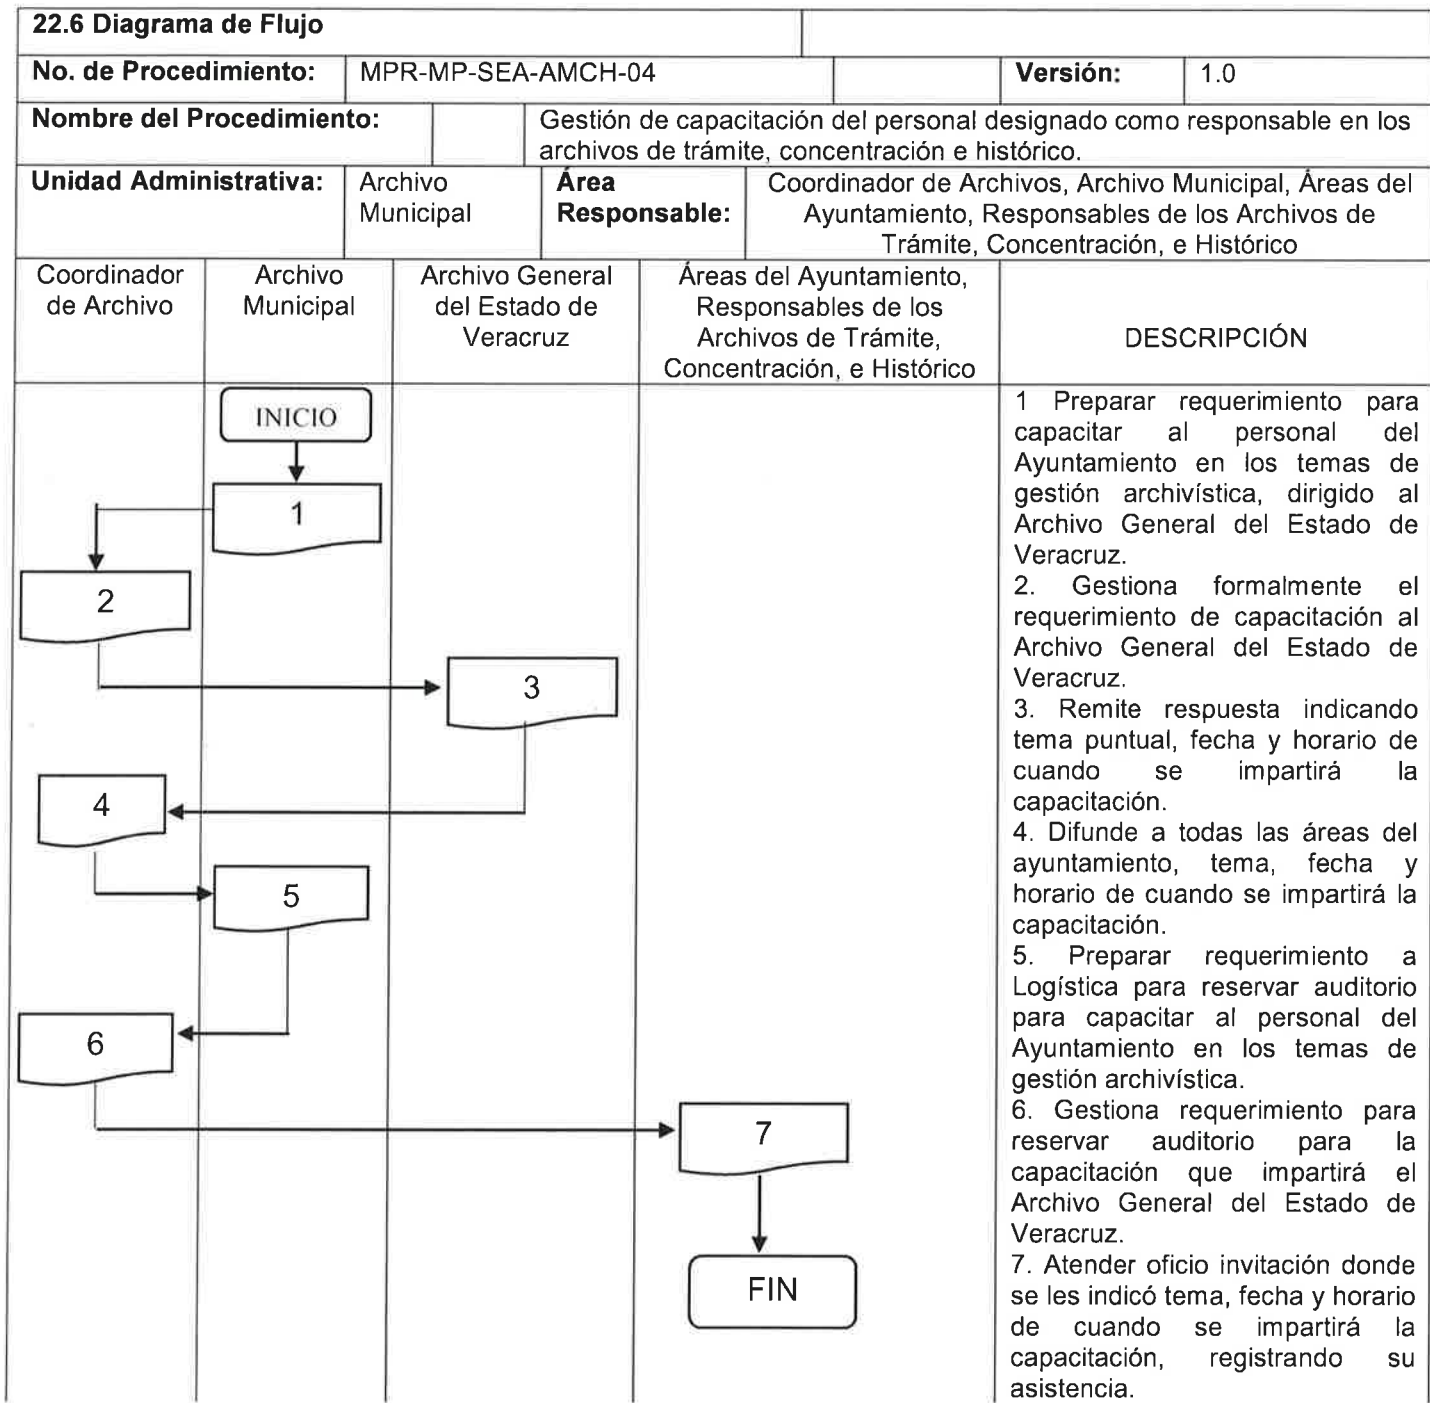 22.6 Diagrama de Flujo
No. de Procedimiento: MPR-MP-SEA-AMCH-04 Versión: 1.0
Nombre del Procedimiento: Gestión de capacitación del personal designado como responsable en los
archivos de trámite, concentración e histórico.
Unidad Administrativa:
Archivo
Municipal
Área
Responsable:
Coordinador de Archivos, Archivo Municipal, Áreas del
Ayuntamiento, Responsables de los Archivos de
Trámite, Concentración, e Histórico
Coordinador
de Archivo
Archivo
Municipal
Archivo General
del Estado de
Veracruz
Áreas del Ayuntamiento,
Responsables de los
Archivos de Trámite,
Concentración, e Histórico
DESCRIPCIÓN
INICIO
1
2
3
4
5
6
7
FIN
1 Preparar requerimiento para
capacitar al personal del
Ayuntamiento en los temas de
gestión archivística, dirigido al
Archivo General del Estado de
Veracruz.
2. Gestiona formalmente el
requerimiento de capacitación al
Archivo General del Estado de
Veracruz.
3. Remite respuesta indicando
tema puntual, fecha y horario de
cuando se impartirá la
capacitación.
4. Difunde a todas las áreas del
ayuntamiento, tema, fecha y
horario de cuando se impartirá la
capacitación.
5. Preparar requerimiento a
Logística para reservar auditorio
para capacitar al personal del
Ayuntamiento en los temas de
gestión archivística.
6. Gestiona requerimiento para
reservar auditorio para la
capacitación que impartirá el
Archivo General del Estado de
Veracruz.
7. Atender oficio invitación donde
se les indicó tema, fecha y horario
de cuando se impartirá la
capacitación, registrando su
asistencia.